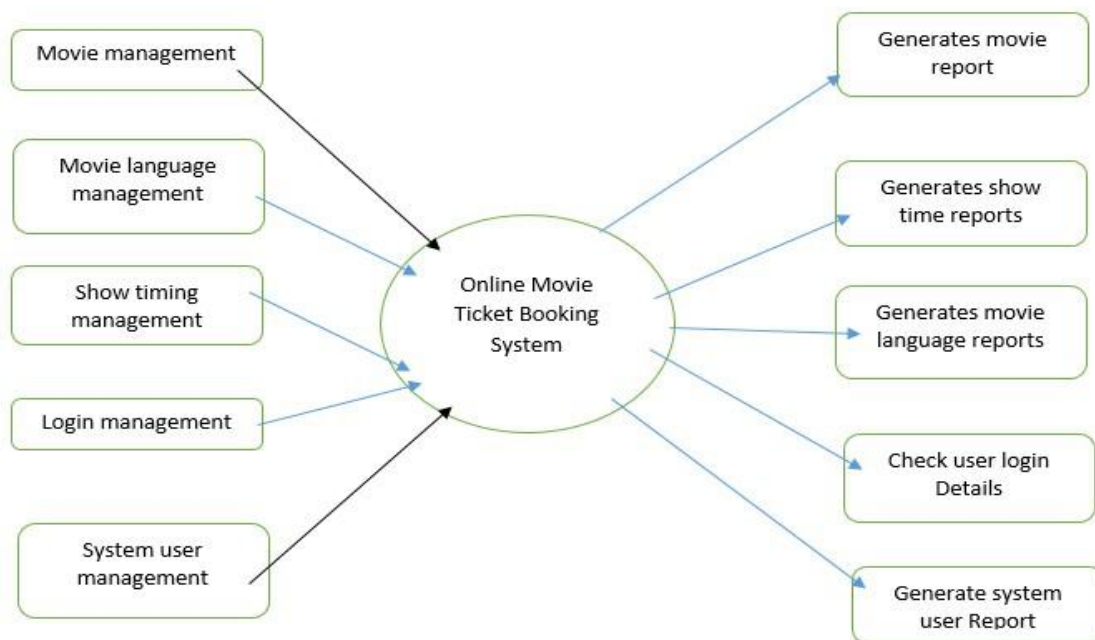 Movie management
Movie language
management
Show timing
management
Login management
System user
management
Online Movie
Ticket Booking
System
Generates movie
report
Generates show
time reports
Generates movie
language reports
Check user login
Details
Generate system
user Report